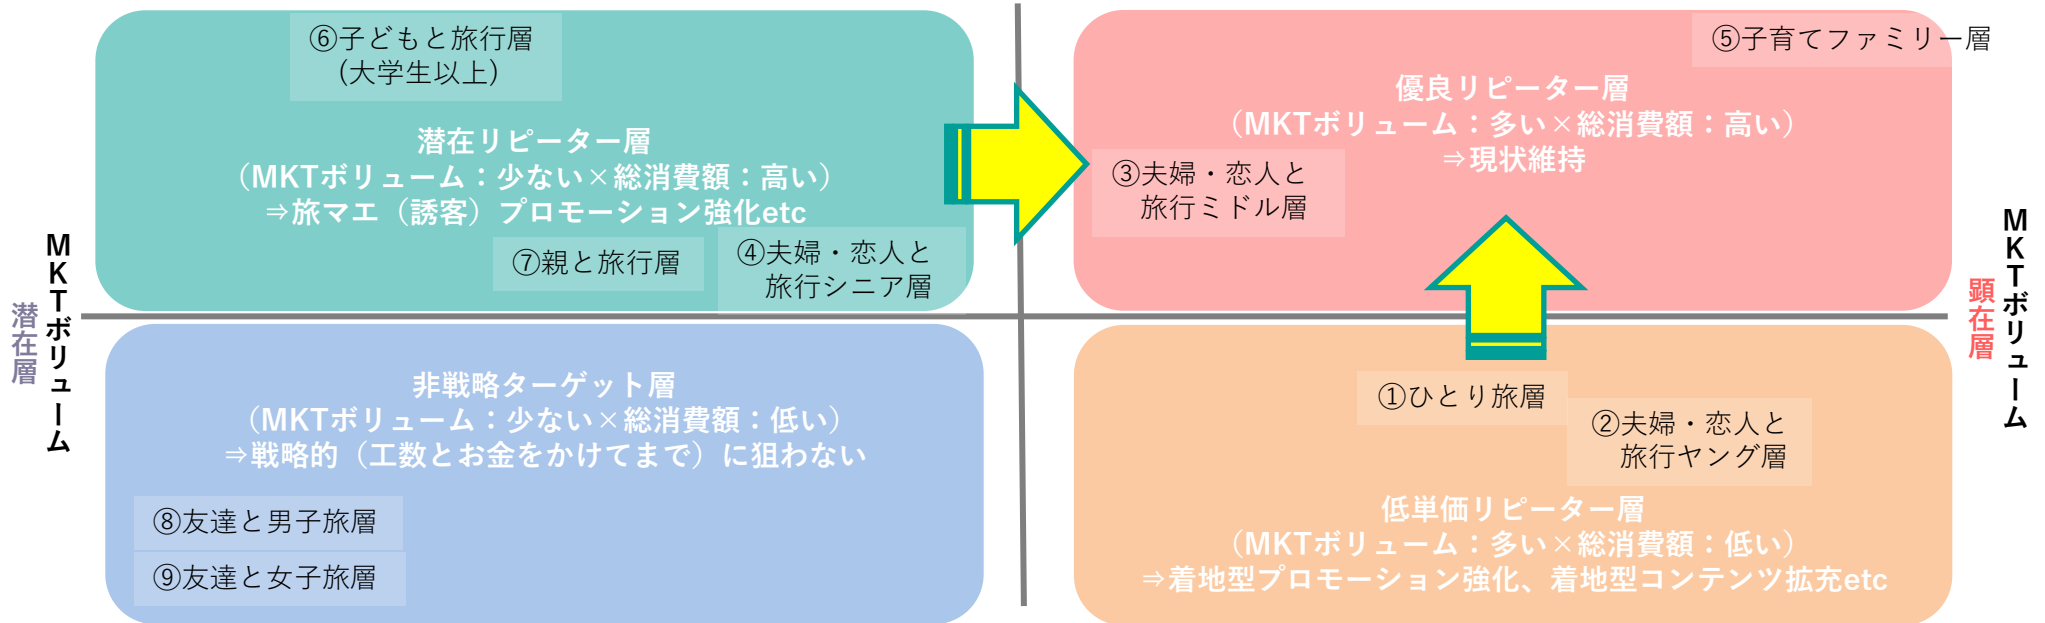 ⑥子どもと旅行層
(大学生以上)
潜在リピーター層
（MKTボリューム：少ない×総消費額：高い）
⇒旅マエ（誘客）プロモーション強化etc
⑦親と旅行層
④夫婦・恋人と
旅行シニア層
⑤子育てファミリー層
優良リピーター層
（MKTボリューム：多い×総消費額：高い）
⇒現状維持
③夫婦・恋人と
旅行ミドル層
MKTボリューム
潜在層
MKTボリューム
顕在層
非戦略ターゲット層
（MKTボリューム：少ない×総消費額：低い）
⇒戦略的（工数とお金をかけてまで）に狙わない
⑧友達と男子旅層
⑨友達と女子旅層
①ひとり旅層
②夫婦・恋人と
旅行ヤング層
低単価リピーター層
（MKTボリューム：多い×総消費額：低い）
⇒着地型プロモーション強化、着地型コンテンツ拡充etc